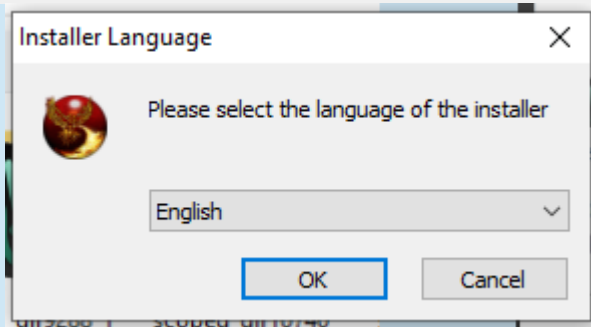 Installer Language
Please select the language of the installer
English
OK
Cancel